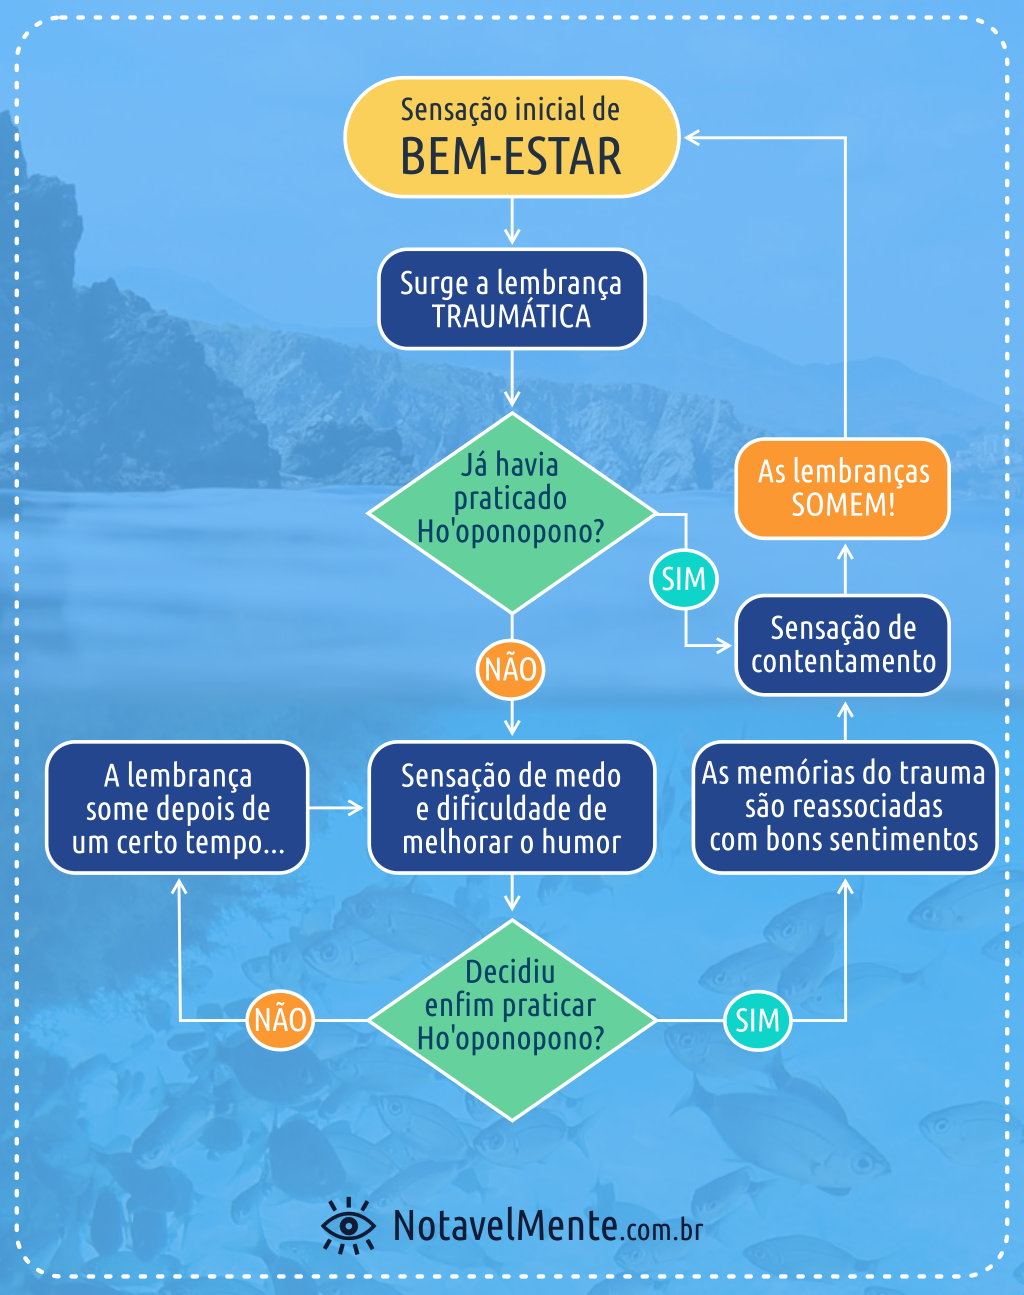 Sensação inicial de
BEM-ESTAR
Surge a lembrança
TRAUMÁTICA
Já havia
praticado
Ho'oponopono?
SIM
NÃO
As lembranças
SOMEM!
Sensação de
contentamento
A lembrança
some depois de
um certo tempo...
Sensação de medo
e dificuldade de
melhorar o humor
As memórias do trauma
são reassociadas
com bons sentimentos
Decidiu
enfim praticar
Ho'oponopono?
NÃO
SIM
NotavelMente.com.br